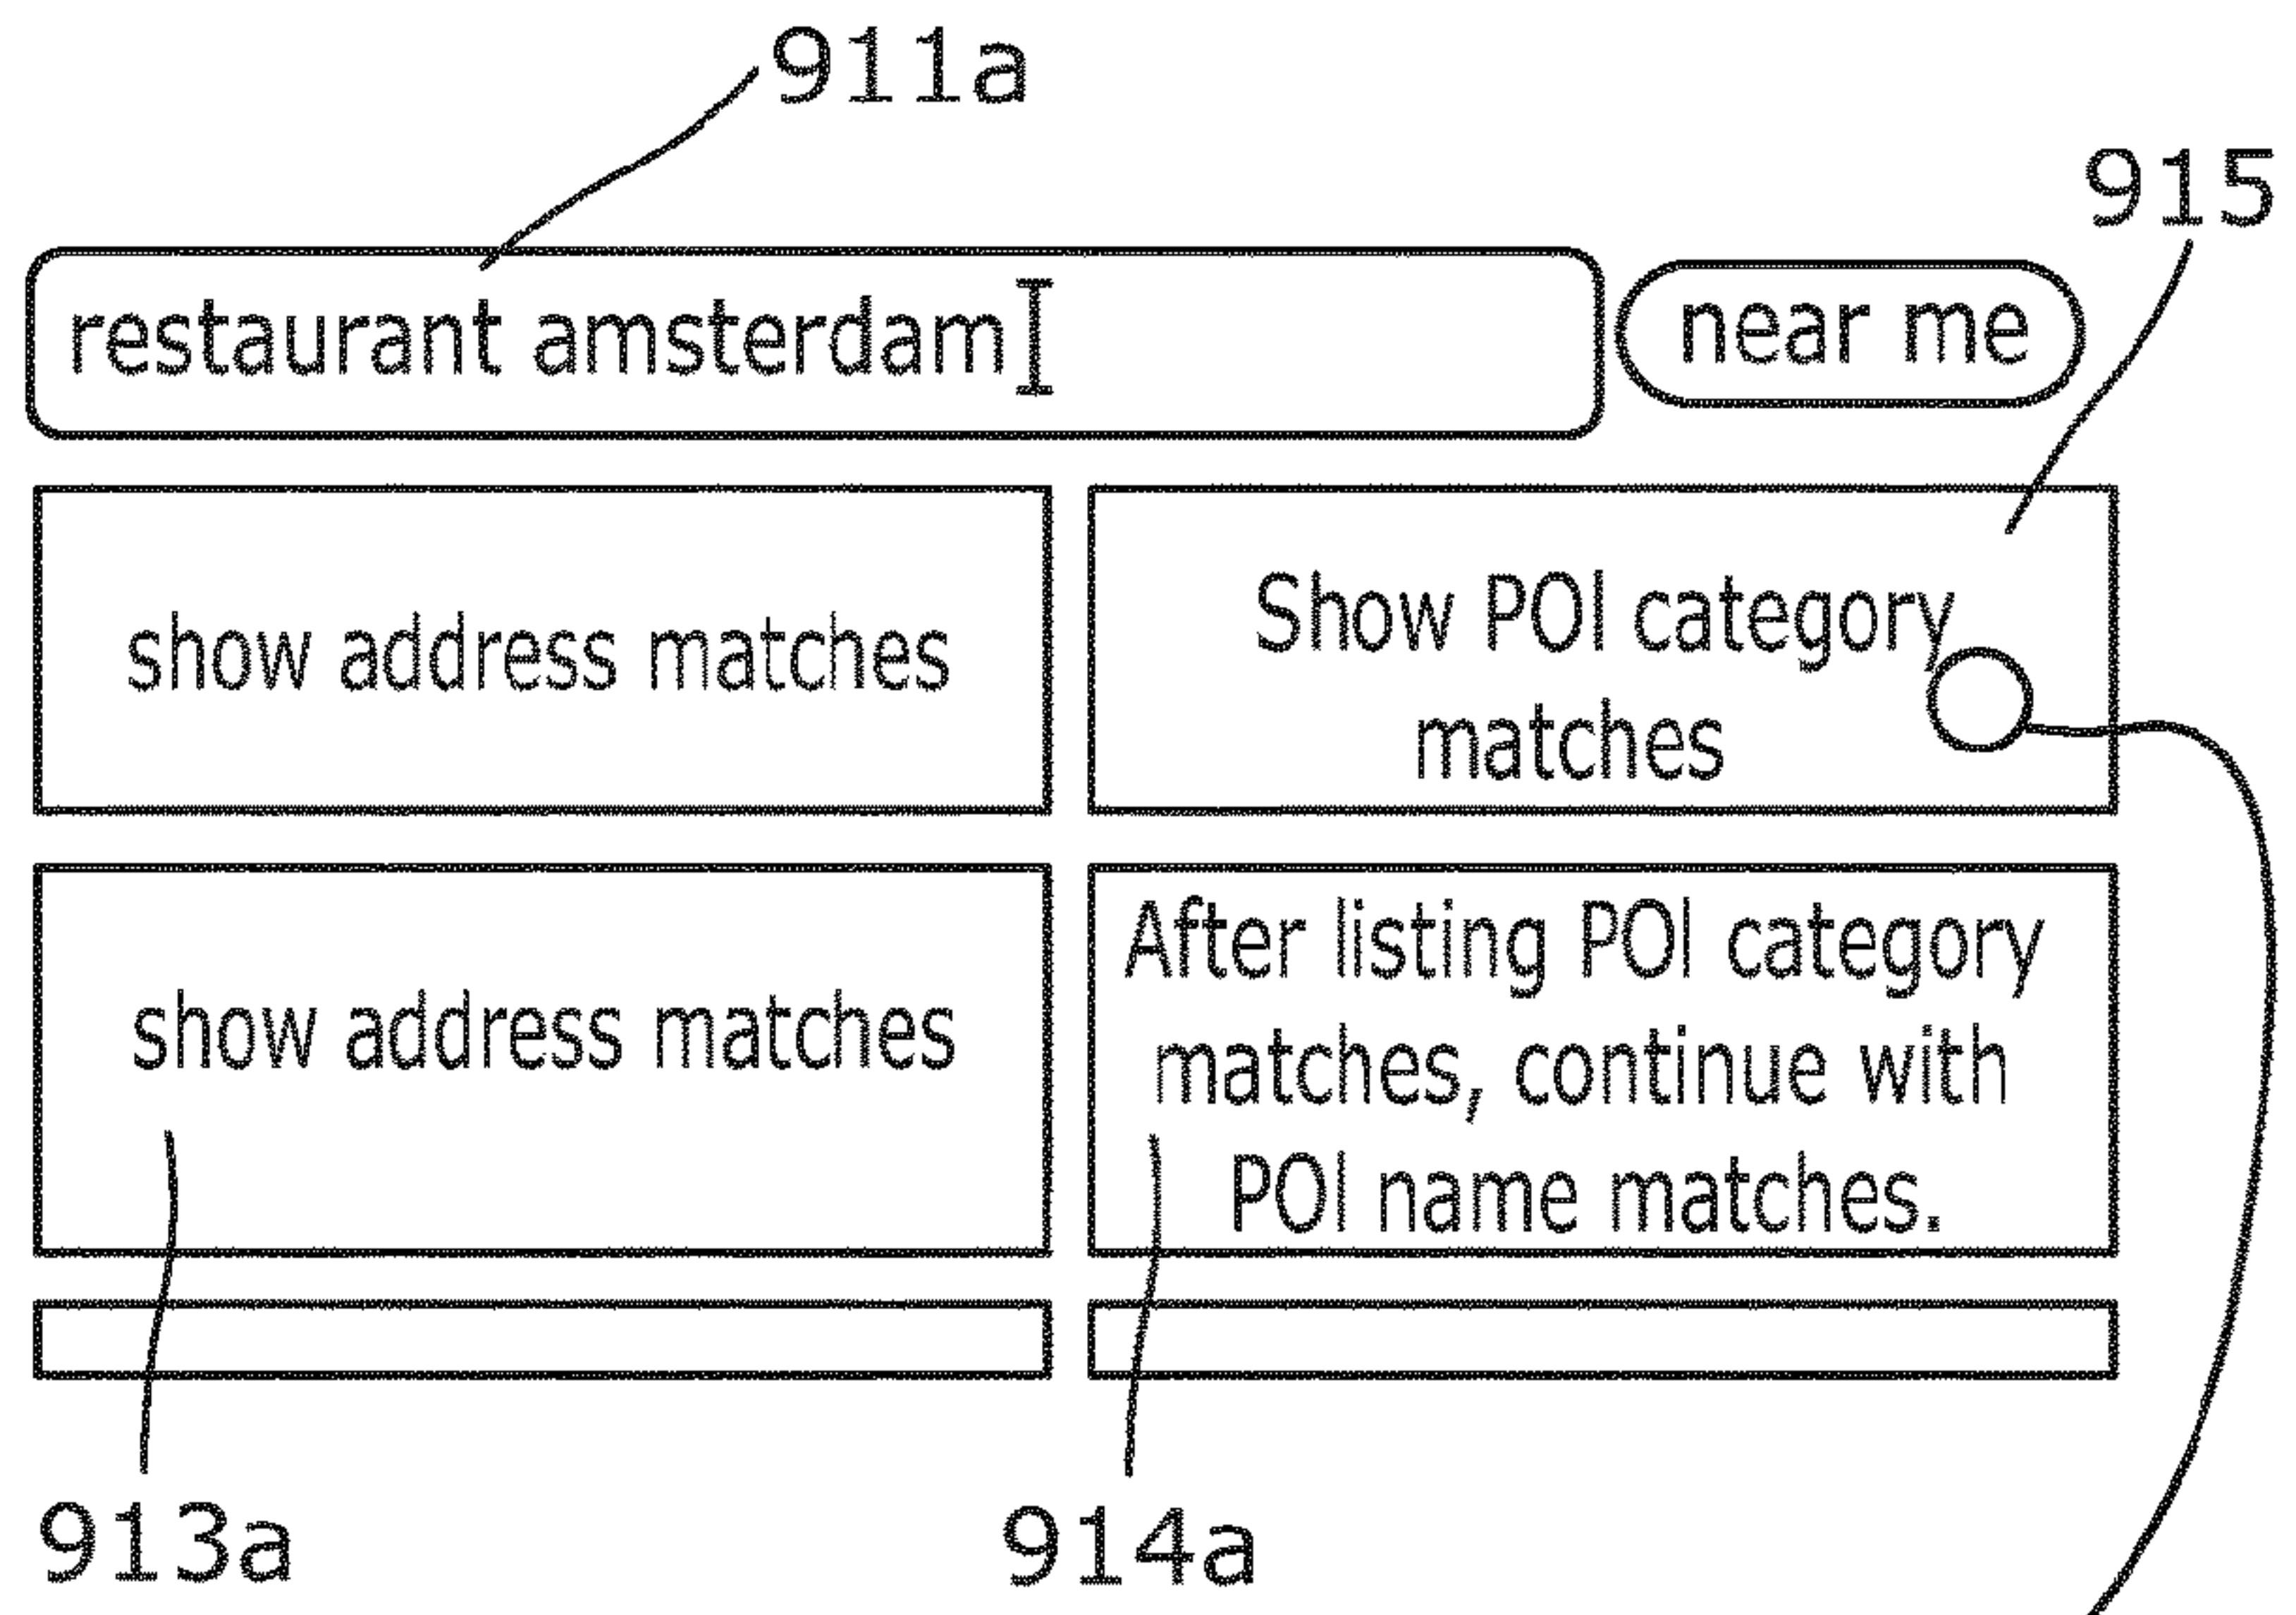 911a
915
restaurant amsterdam
near me
show address matches
Show POI category
matches
show address matches
After listing POI category
matches, continue with
POI name matches.
913a
914a